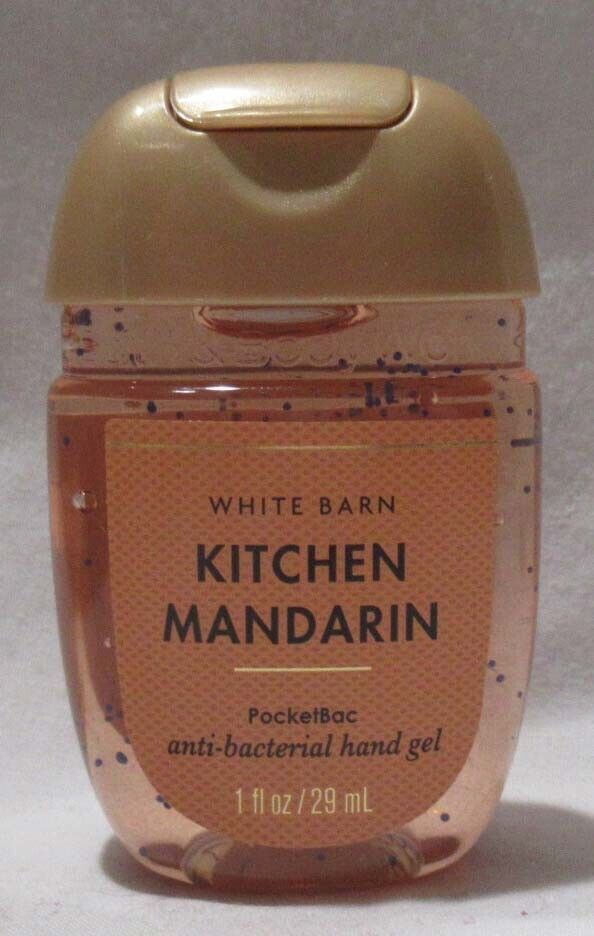 WHITE BARN
KITCHEN
MANDARIN
PocketBac
anti-bacterial hand gel
1 fl oz / 29 mL